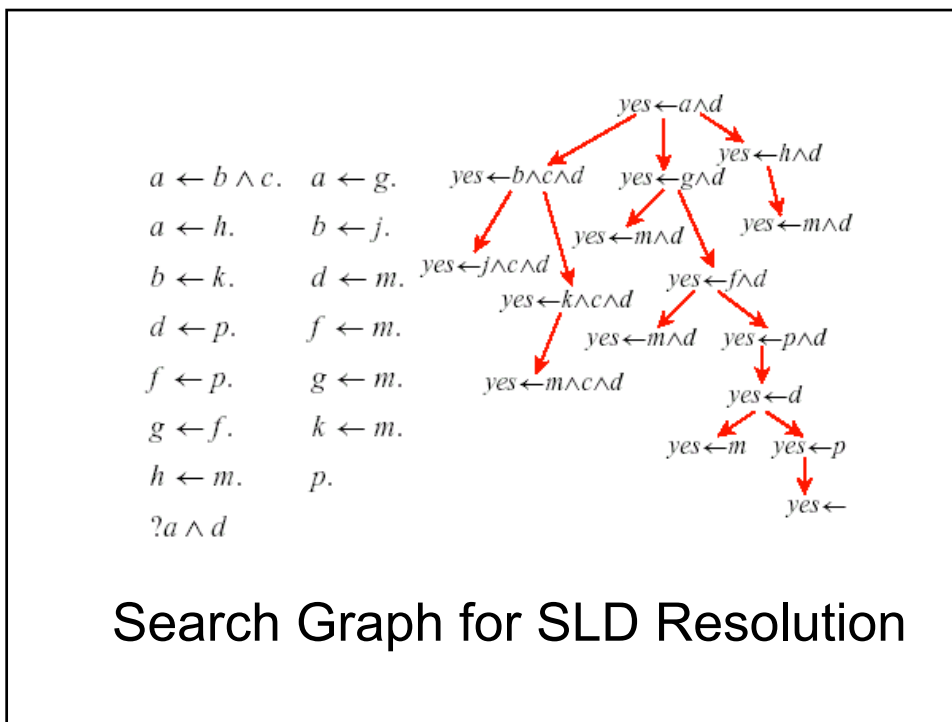 a ← b ∧ c. a ← g.
a ← h. b ← j.
b ← k. d ← m.
d ← p. f ← m.
f ← p. g ← m.
g ← f. k ← m.
h ← m. p.
?a ∧ d
yes←a∧d
yes←b∧c∧d yes←g∧d yes←h∧d
yes←j∧c∧d yes←m∧d yes←m∧d
yes←k∧c∧d yes←f∧d
yes←m∧c∧d yes←m∧d yes←p∧d
yes←d
yes←m yes←p
yes←
Search Graph for SLD Resolution